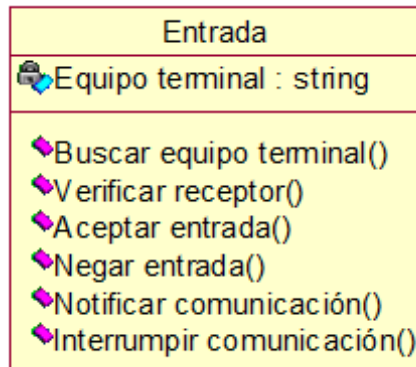 Entrada
Equipo terminal : string
Buscar equipo terminal()
Verificar receptor()
Aceptar entrada()
Negar entrada()
Notificar comunicación()
Interrumpir comunicación()